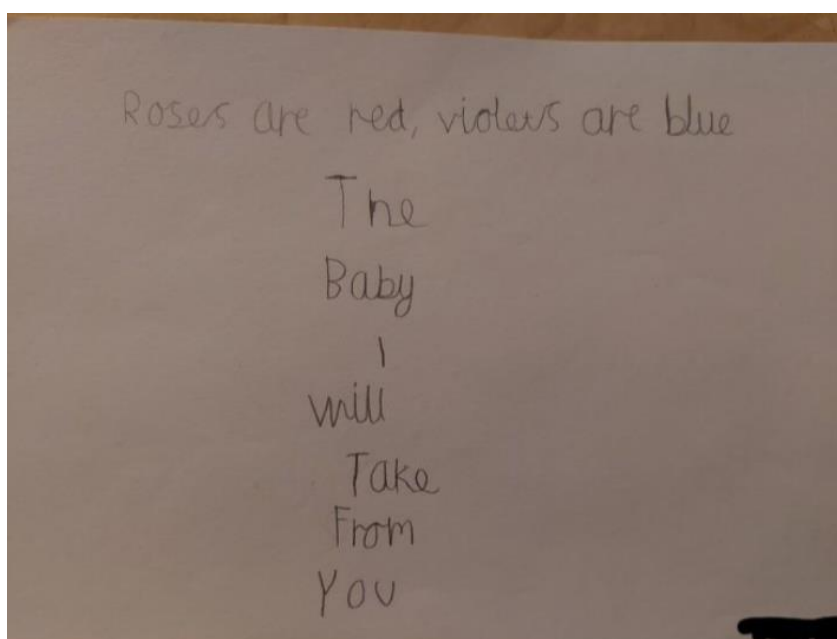 Roses are red, violets are blue
The
Baby
I
will
Take
From
You